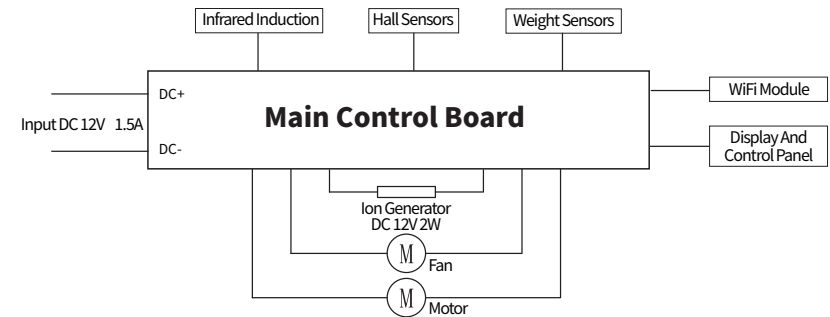 Infrared Induction
Hall Sensors
Weight Sensors
DC+
Input DC 12V 1.5A
DC-
Main Control Board
WiFi Module
Display And
Control Panel
Ion Generator
DC 12V 2W
M
Fan
M
Motor